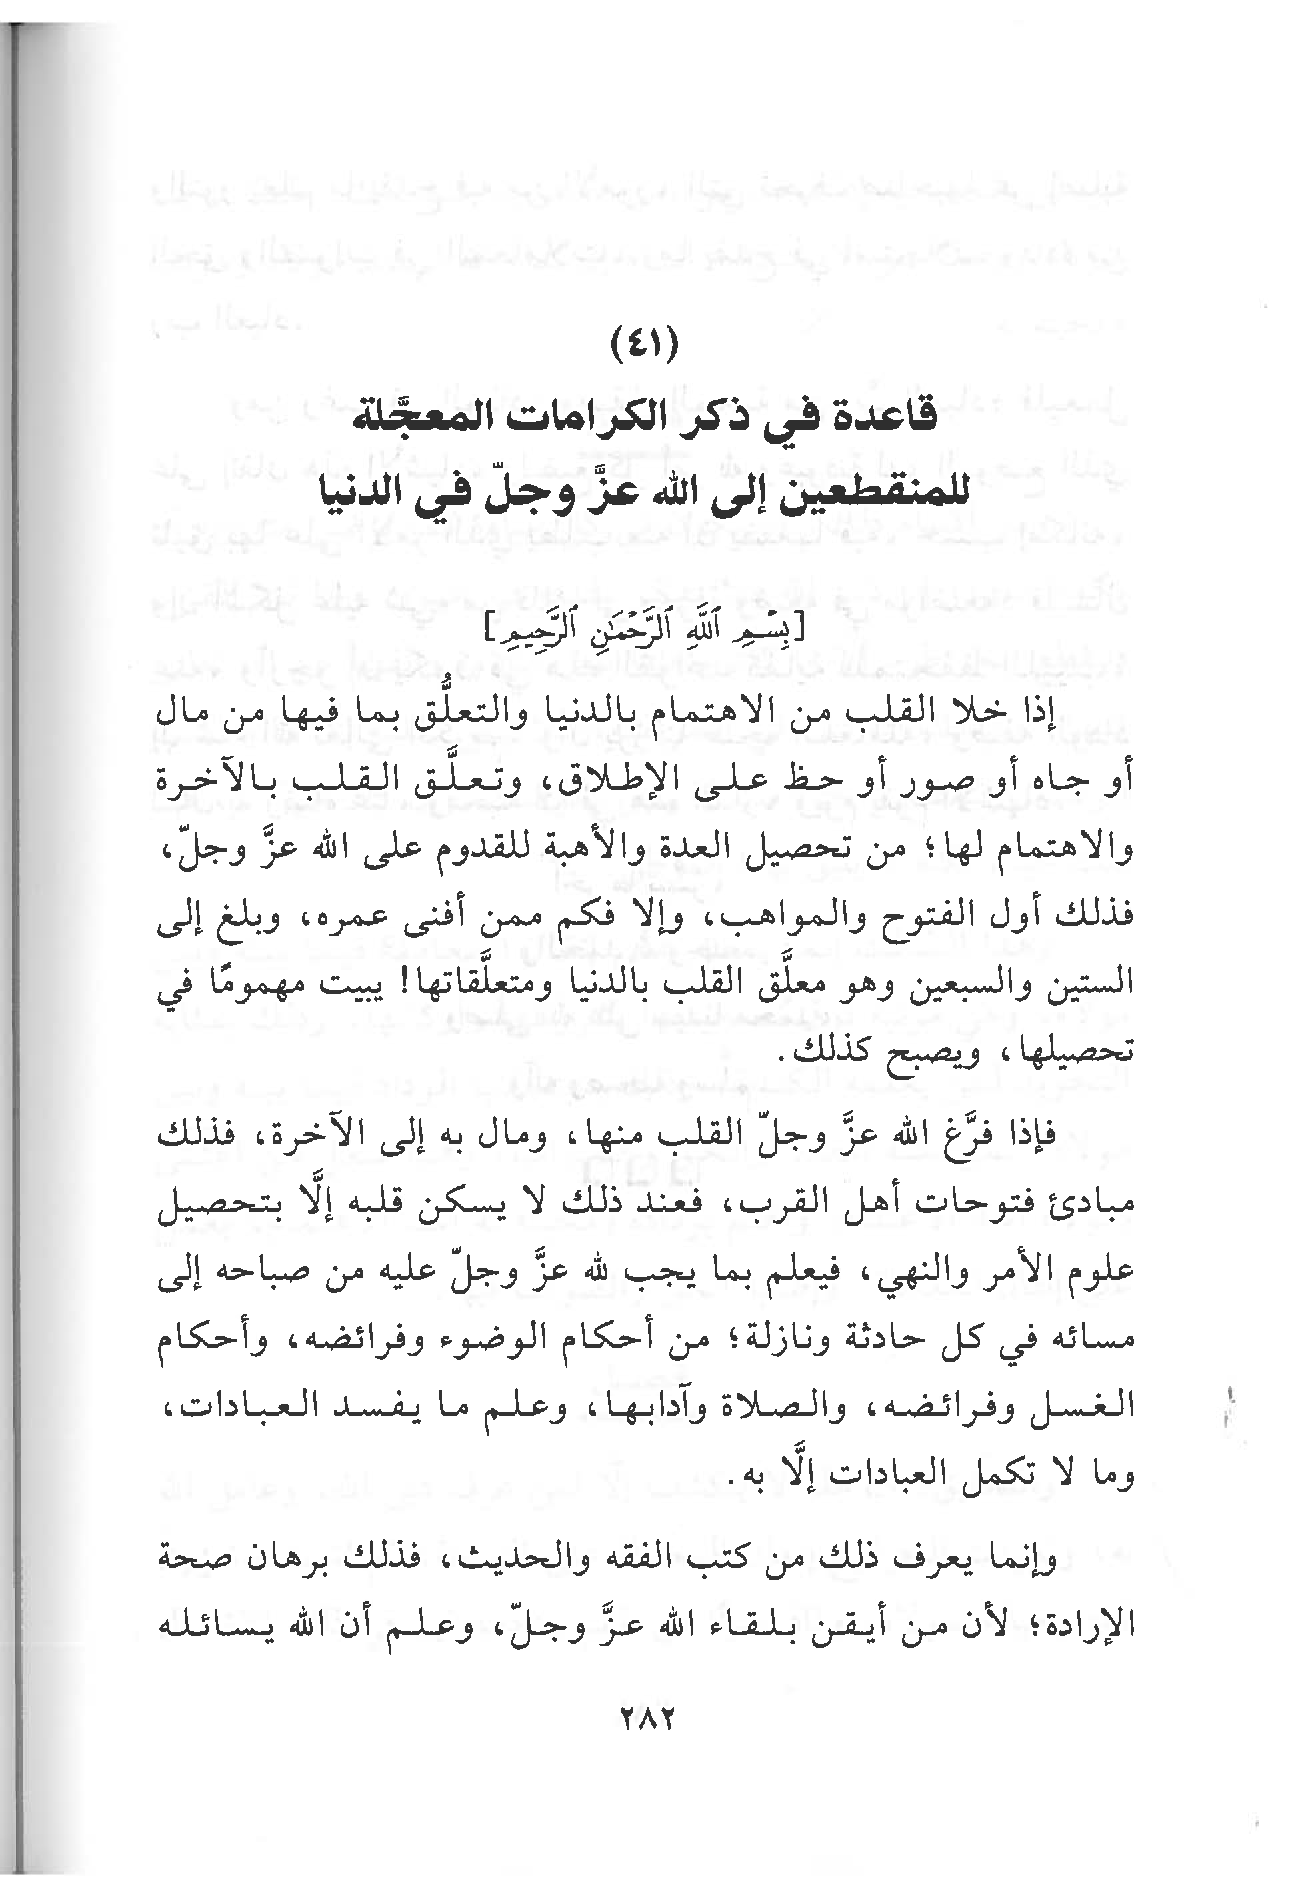 (٤١)
قاعدة في ذكر الكرامات المعجَّلة
للمنقطعين إلى الله عزَّ وجلّ في الدنيا
[بِسْمِ ٱللَّهِ ٱلرَّحْمَٰنِ ٱلرَّحِيمِ]
إذا خلا القلب من الاهتمام بالدنيا والتعلُّق بما فيها من مال
أو جاه أو صور أو حظ على الإطلاق، وتعلَّق القلب بالآخرة
والاهتمام لها؛ من تحصيل العدة والأهبة للقدوم على الله عزَّ وجلّ،
فذلك أول الفتوح والمواهب، وإلا فكم ممن أفنى عمره، وبلغ إلى
الستين والسبعين وهو معلَّق القلب بالدنيا ومتعلَّقاتها! يبيت مهمومًا في
تحصيلها، ويصبح كذلك.
فإذا فرَّغ الله عزَّ وجلّ القلب منها، ومال به إلى الآخرة، فذلك
مبادئ فتوحات أهل القرب، فعند ذلك لا يسكن قلبه إلَّا بتحصيل
علوم الأمر والنهي، فيعلم بما يجب لله عزَّ وجلّ عليه من صباحه إلى
مسائه في كل حادثة ونازلة؛ من أحكام الوضوء وفرائضه، وأحكام
الغسل وفرائضه، والصلاة وآدابها، وعلم ما يفسد العبادات،
وما لا تكمل العبادات إلَّا به.
وإنما يعرف ذلك من كتب الفقه والحديث، فذلك برهان صحة
الإرادة؛ لأن من أيقن بلقاء الله عزَّ وجلّ، وعلم أن الله يسائله
٢٨٢